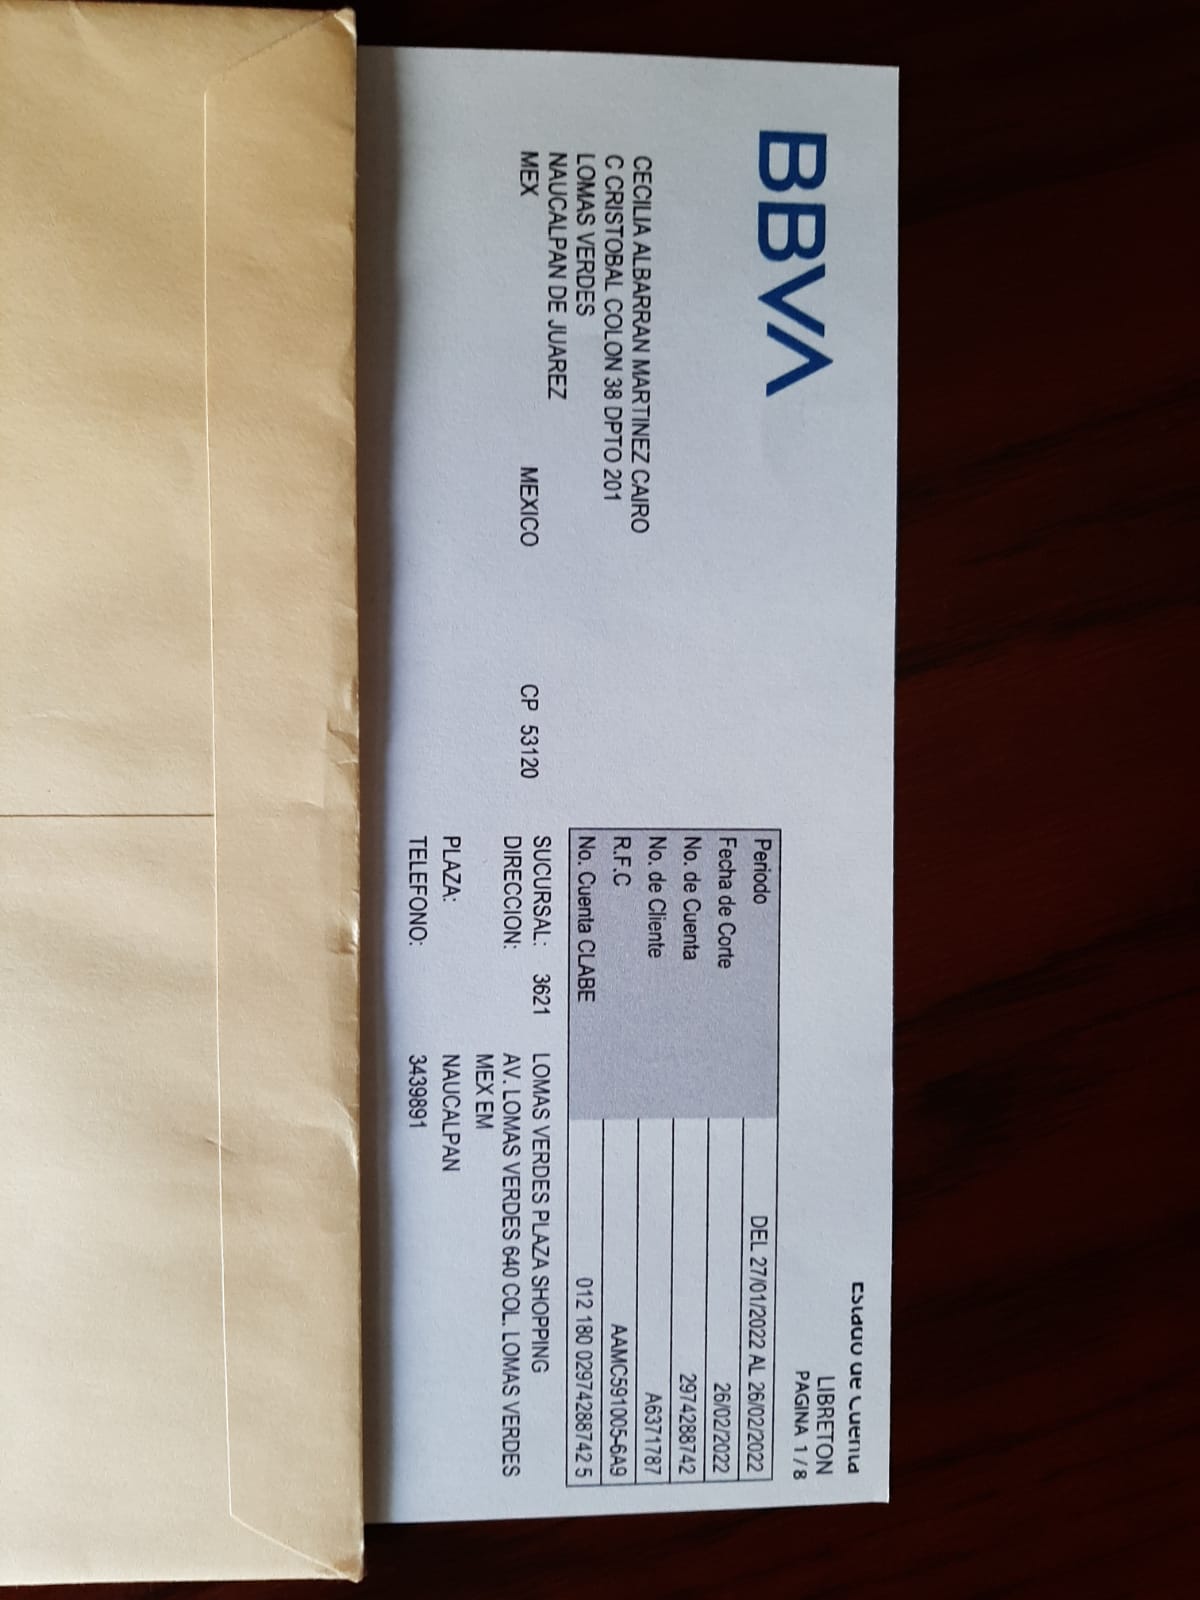 BBVA
Estado de Cuenta
LIBRETON
PAGINA 1 / 8
CECILIA ALBARRAN MARTINEZ CAIRO
C CRISTOBAL COLON 38 DPTO 201
LOMAS VERDES
NAUCALPAN DE JUAREZ
MEX MEXICO CP 53120
Periodo DEL 27/01/2022 AL 26/02/2022
Fecha de Corte 26/02/2022
No. de Cuenta 2974288742
No. de Cliente A6371787
R.F.C AAMC591005-6A9
No. Cuenta CLABE 012 180 02974288742 5
SUCURSAL: 3621 LOMAS VERDES PLAZA SHOPPING
DIRECCION: AV. LOMAS VERDES 640 COL. LOMAS VERDES
MEX EM
PLAZA: NAUCALPAN
TELEFONO: 3439891